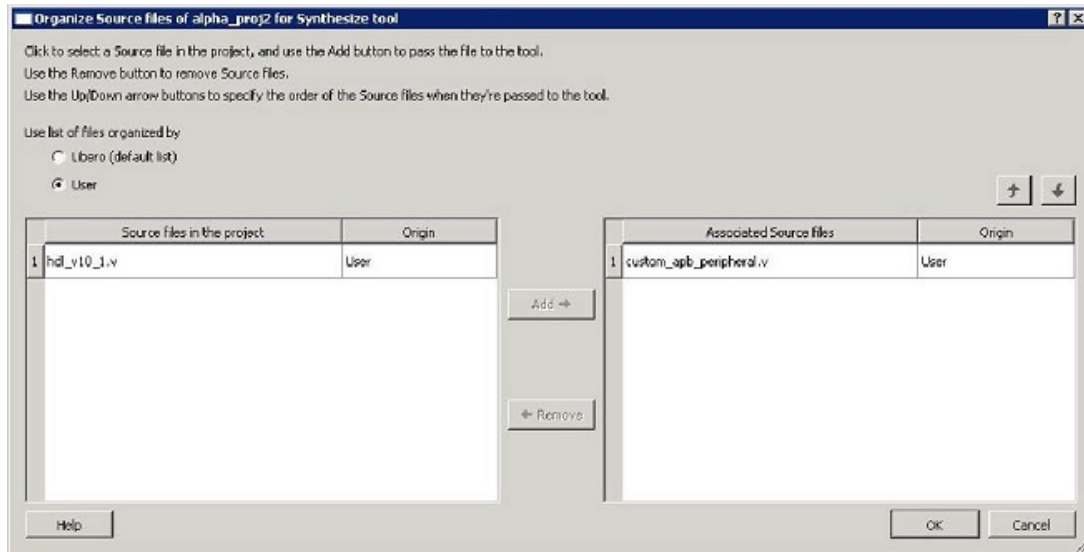 Organize Source files of alpha_proj2 for Synthesize tool
Click to select a Source file in the project, and use the Add button to pass the file to the tool.
Use the Remove button to remove Source files.
Use the Up/Down arrow buttons to specify the order of the Source files when they're passed to the tool.
Use list of files organized by
Libero (default list)
User
Source files in the project Origin
1 hdl_v10_1.v User
Associated Source files Origin
1 custom_apb_peripheral.v User
Add
Remove
Help
OK
Cancel